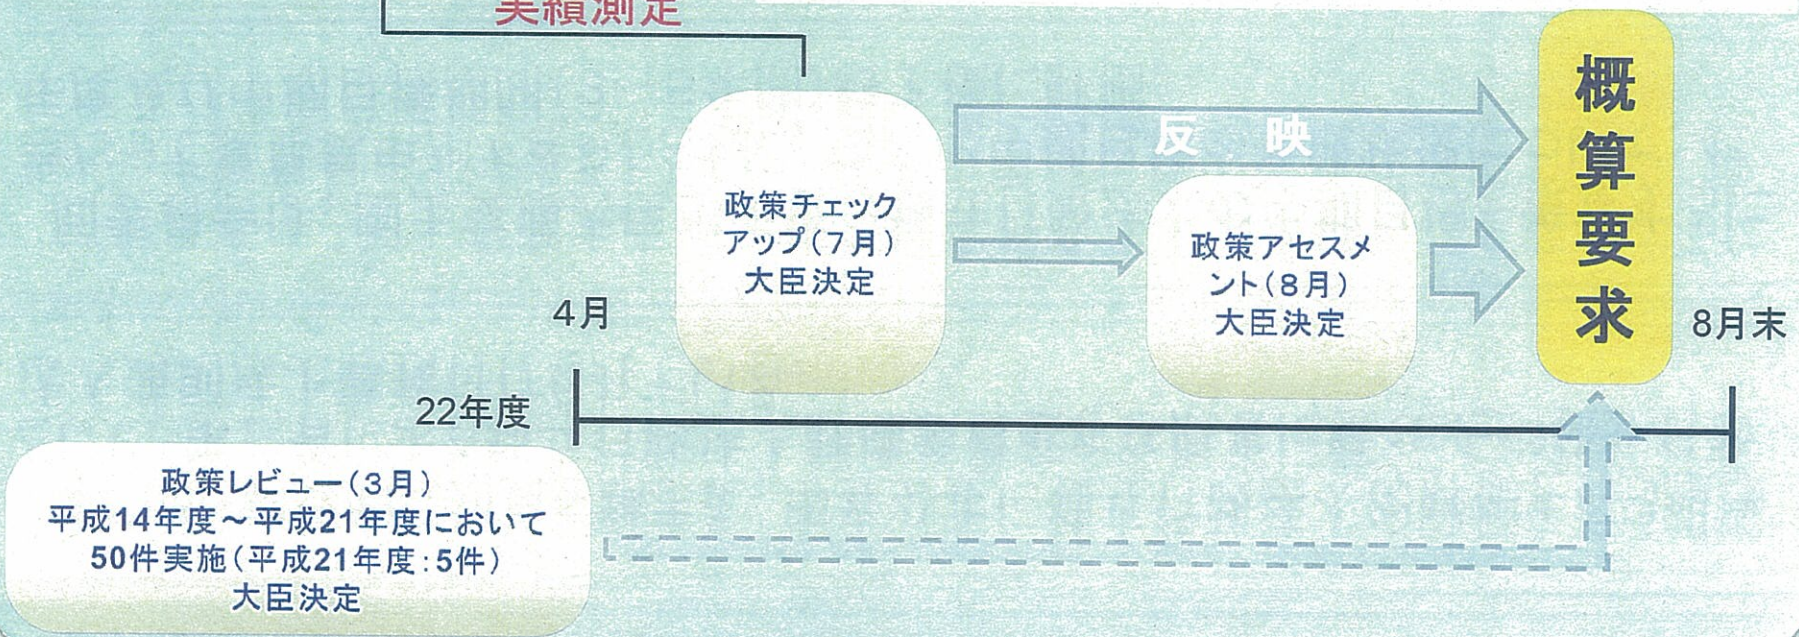 実績測定
反　映
概算要求
政策チェック
アップ（７月）
大臣決定
政策アセスメ
ント（８月）
大臣決定
４月
8月末
22年度
政策レビュー（３月）
平成14年度～平成21年度において
50件実施（平成21年度：5件）
大臣決定